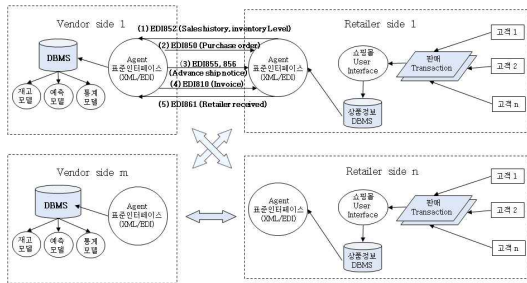 Vendor side 1
DBMS
재고
모델
예측
모델
통계
모델
Agent
표준인터페이스
(XML/EDI)
(1) EDI852 (Sales history, inventory Level)
(2) EDI850 (Purchase order)
(3) EDI855, 856
(Advance ship notice)
(4) EDI810 (Invoice)
(5) EDI861 (Retailer received)
Retailer side 1
Agent
표준인터페이스
(XML/EDI)
쇼핑몰
User
Interface
상품정보
DBMS
판매
Transaction
고객 1
고객 2
고객 n
Vendor side m
DBMS
재고
모델
예측
모델
통계
모델
Agent
표준인터페이스
(XML/EDI)
Retailer side n
Agent
표준인터페이스
(XML/EDI)
쇼핑몰
User
Interface
상품정보
DBMS
판매
Transaction
고객 1
고객 2
고객 n